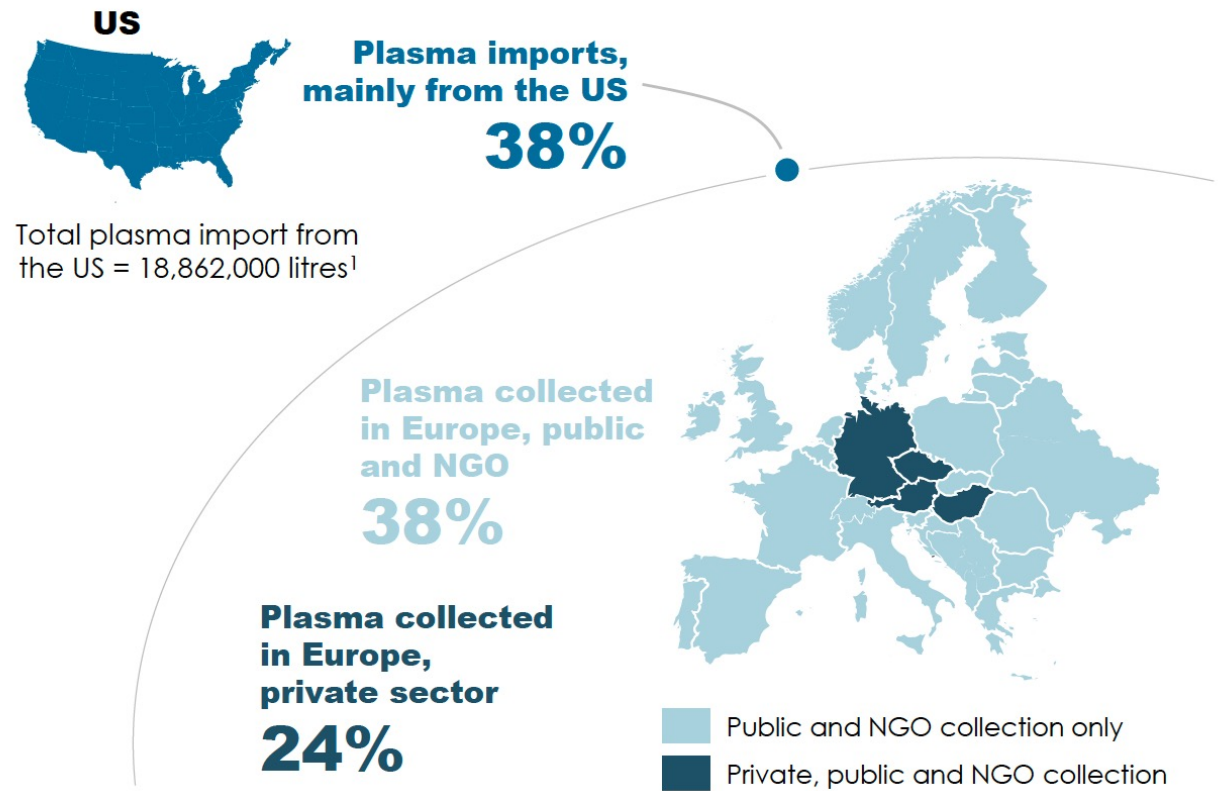 US
Plasma imports,
mainly from the US
38%
Total plasma import from
the US = 18,862,000 litres¹
Plasma collected
in Europe, public
and NGO
38%
Plasma collected
in Europe,
private sector
24%
Public and NGO collection only
Private, public and NGO collection